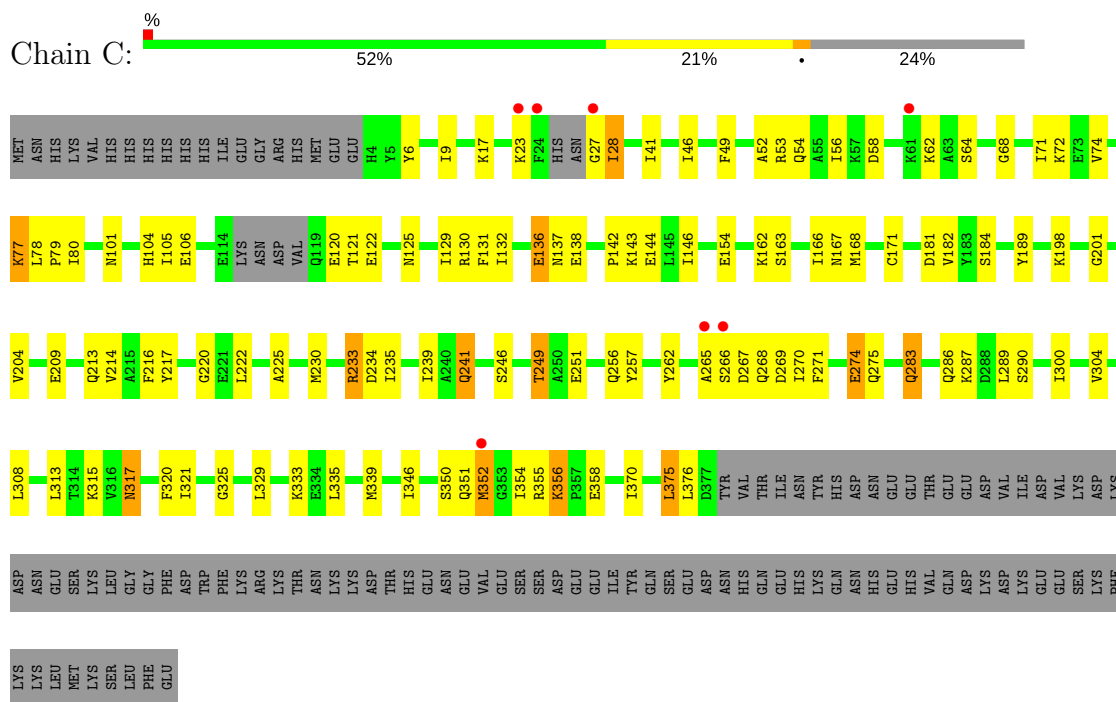 %
Chain C:
52% 21% • 24%
MET ASN HIS LYS VAL HIS HIS HIS HIS HIS HIS ILE GLU GLY ARG HIS MET GLU GLU H4 Y5 Y6 I9 K17 K23 F24 HIS ASN G27 I28 I41 I46 F49 A52 R53 Q54 A55 I56 K57 D58 K61 K62 A63 S64 G68 I71 K72 E73 V74
K77 L78 P79 I80 N101 H104 I105 E106 E114 LYS ASN ASP VAL Q119 E120 T121 E122 N125 I129 R130 F131 I132 E136 N137 E138 P142 K143 E144 L145 I146 E154 K162 S163 I166 N167 M168 C171 D181 V182 Y183 S184 Y189 K198 G201
V204 E209 Q213 V214 A215 F216 Y217 G220 E221 L222 A225 M230 R233 D234 I235 I239 A240 Q241 S246 T249 A250 E251 Q256 Y257 Y262 A265 S266 D267 Q268 D269 I270 F271 E274 Q275 Q283 Q286 K287 D288 L289 S290 I300 V304
L308 L313 T314 K315 V316 N317 F320 I321 G325 L329 K333 E334 L335 M339 I346 S350 Q351 M352 G353 I354 R355 K356 P357 E358 I370 L375 L376 D377 TYR VAL THR ILE ASN TYR HIS ASP ASN GLU GLU THR GLU GLU ASP VAL ILE ASP VAL LYS ASP LYS
ASP ASN GLU SER LYS LEU GLY GLY PHE ASP TRP PHE LYS ARG LYS THR ASN LYS LYS ASP THR HIS GLU ASN GLU VAL GLU SER SER ASP GLU GLU ILE TYR GLN SER GLU ASP ASN HIS GLN GLU HIS LYS GLN ASN HIS GLU HIS VAL GLN ASP LYS ASP LYS GLU GLU SER LYS PHE
LYS LYS LEU MET LYS SER LEU PHE GLU